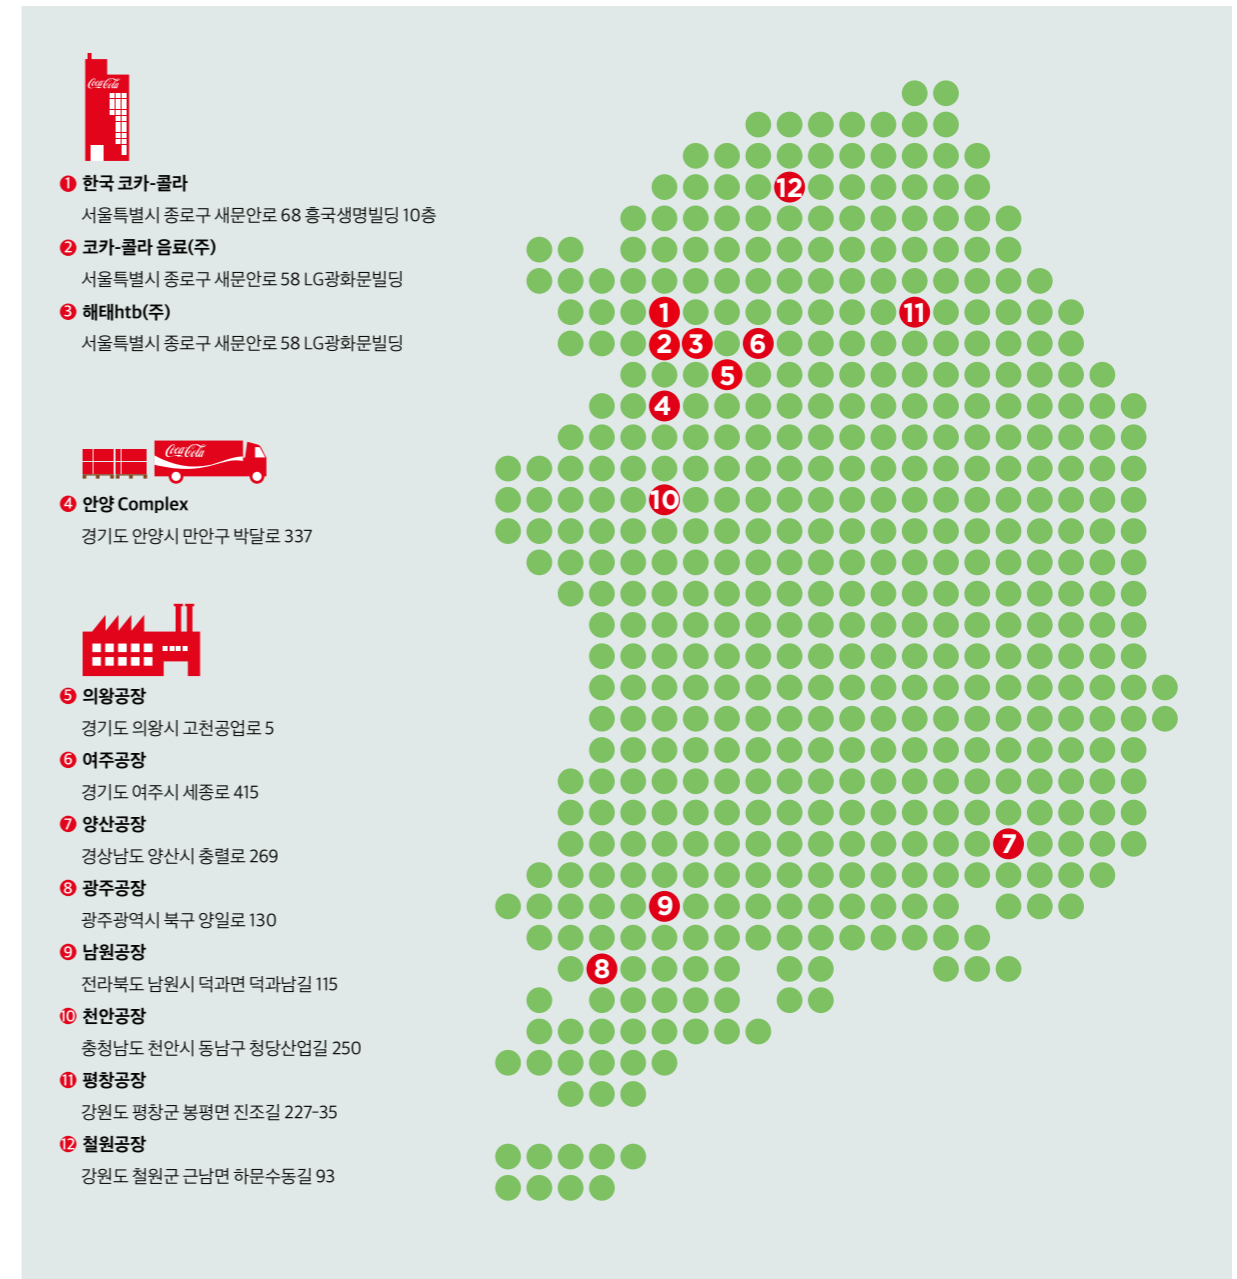 Coca-Cola
❶ 한국 코카-콜라
서울특별시 종로구 새문안로 68 흥국생명빌딩 10층
❷ 코카-콜라 음료(주)
서울특별시 종로구 새문안로 58 LG광화문빌딩
❸ 해태htb(주)
서울특별시 종로구 새문안로 58 LG광화문빌딩
Coca-Cola
❹ 안양 Complex
경기도 안양시 만안구 박달로 337
❺ 의왕공장
경기도 의왕시 고천공업로 5
❻ 여주공장
경기도 여주시 세종로 415
❼ 양산공장
경상남도 양산시 충렬로 269
❽ 광주공장
광주광역시 북구 양일로 130
❾ 남원공장
전라북도 남원시 덕과면 덕과남길 115
❿ 천안공장
충청남도 천안시 동남구 청당산업길 250
⓫ 평창공장
강원도 평창군 봉평면 진조길 227-35
⓬ 철원공장
강원도 철원군 근남면 하문수동길 93
12
1
11
2 3 6
5
4
10
7
9
8